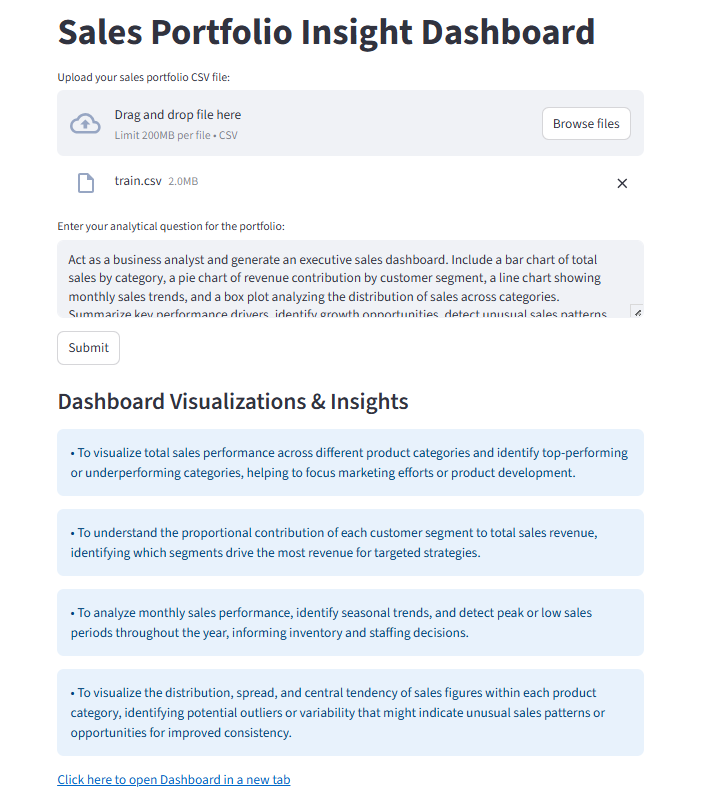 Sales Portfolio Insight Dashboard
Upload your sales portfolio CSV file:
Drag and drop file here
Limit 200MB per file • CSV
Browse files
train.csv 2.0MB
Enter your analytical question for the portfolio:
Act as a business analyst and generate an executive sales dashboard. Include a bar chart of total
sales by category, a pie chart of revenue contribution by customer segment, a line chart showing
monthly sales trends, and a box plot analyzing the distribution of sales across categories.
Summarize key performance drivers, identify growth opportunities, detect unusual sales patterns
Submit
Dashboard Visualizations & Insights
• To visualize total sales performance across different product categories and identify top-performing
or underperforming categories, helping to focus marketing efforts or product development.
• To understand the proportional contribution of each customer segment to total sales revenue,
identifying which segments drive the most revenue for targeted strategies.
• To analyze monthly sales performance, identify seasonal trends, and detect peak or low sales
periods throughout the year, informing inventory and staffing decisions.
• To visualize the distribution, spread, and central tendency of sales figures within each product
category, identifying potential outliers or variability that might indicate unusual sales patterns or
opportunities for improved consistency.
Click here to open Dashboard in a new tab